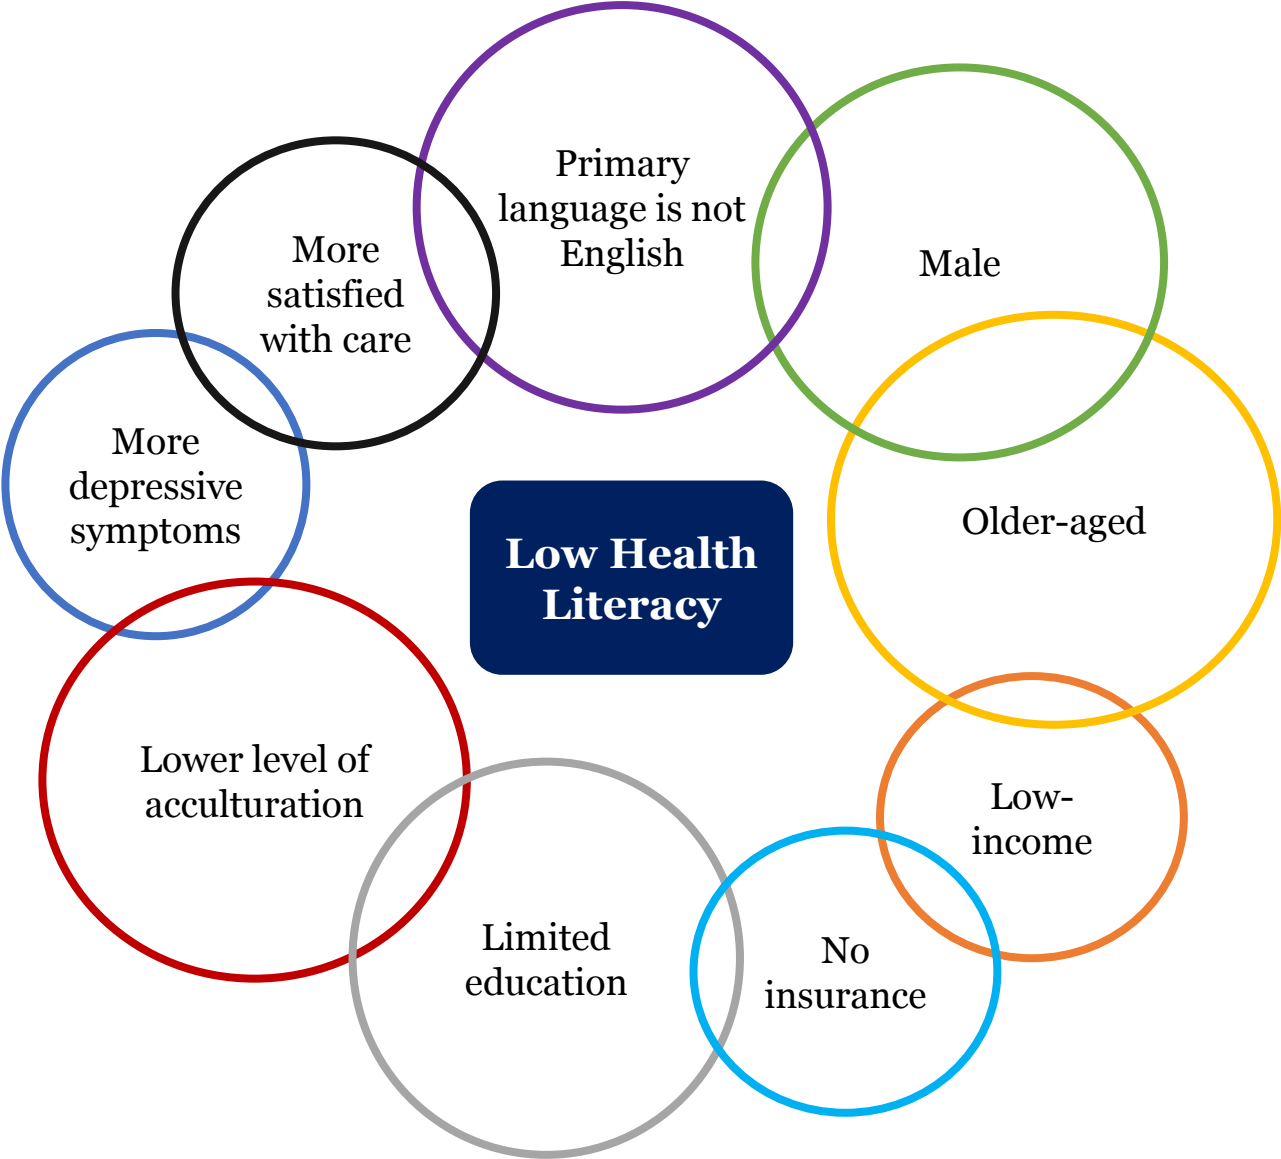 Primary
language is not
English
Male
Older-aged
Low-
income
No
insurance
Limited
education
Lower level of
acculturation
More
depressive
symptoms
More
satisfied
with care
Low Health
Literacy